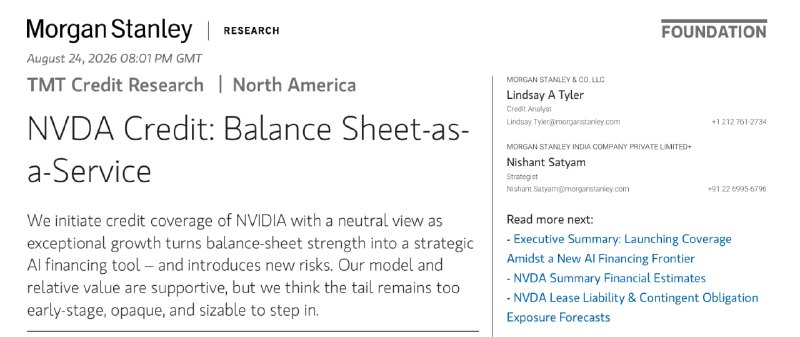 Morgan Stanley | RESEARCH
FOUNDATION
August 24, 2026 08:01 PM GMT
TMT Credit Research | North America
NVDA Credit: Balance Sheet-as-
a-Service
We initiate credit coverage of NVIDIA with a neutral view as
exceptional growth turns balance-sheet strength into a strategic
AI financing tool – and introduces new risks. Our model and
relative value are supportive, but we think the tail remains too
early-stage, opaque, and sizable to step in.
MORGAN STANLEY & CO. LLC
Lindsay A Tyler
Credit Analyst
Lindsay.Tyler@morganstanley.com +1 212 761-2734
MORGAN STANLEY INDIA COMPANY PRIVATE LIMITED+
Nishant Satyam
Strategist
Nishant.Satyam@morganstanley.com +91 22 6995-6796
Read more next:
- Executive Summary: Launching Coverage
Amidst a New AI Financing Frontier
- NVDA Summary Financial Estimates
- NVDA Lease Liability & Contingent Obligation
Exposure Forecasts